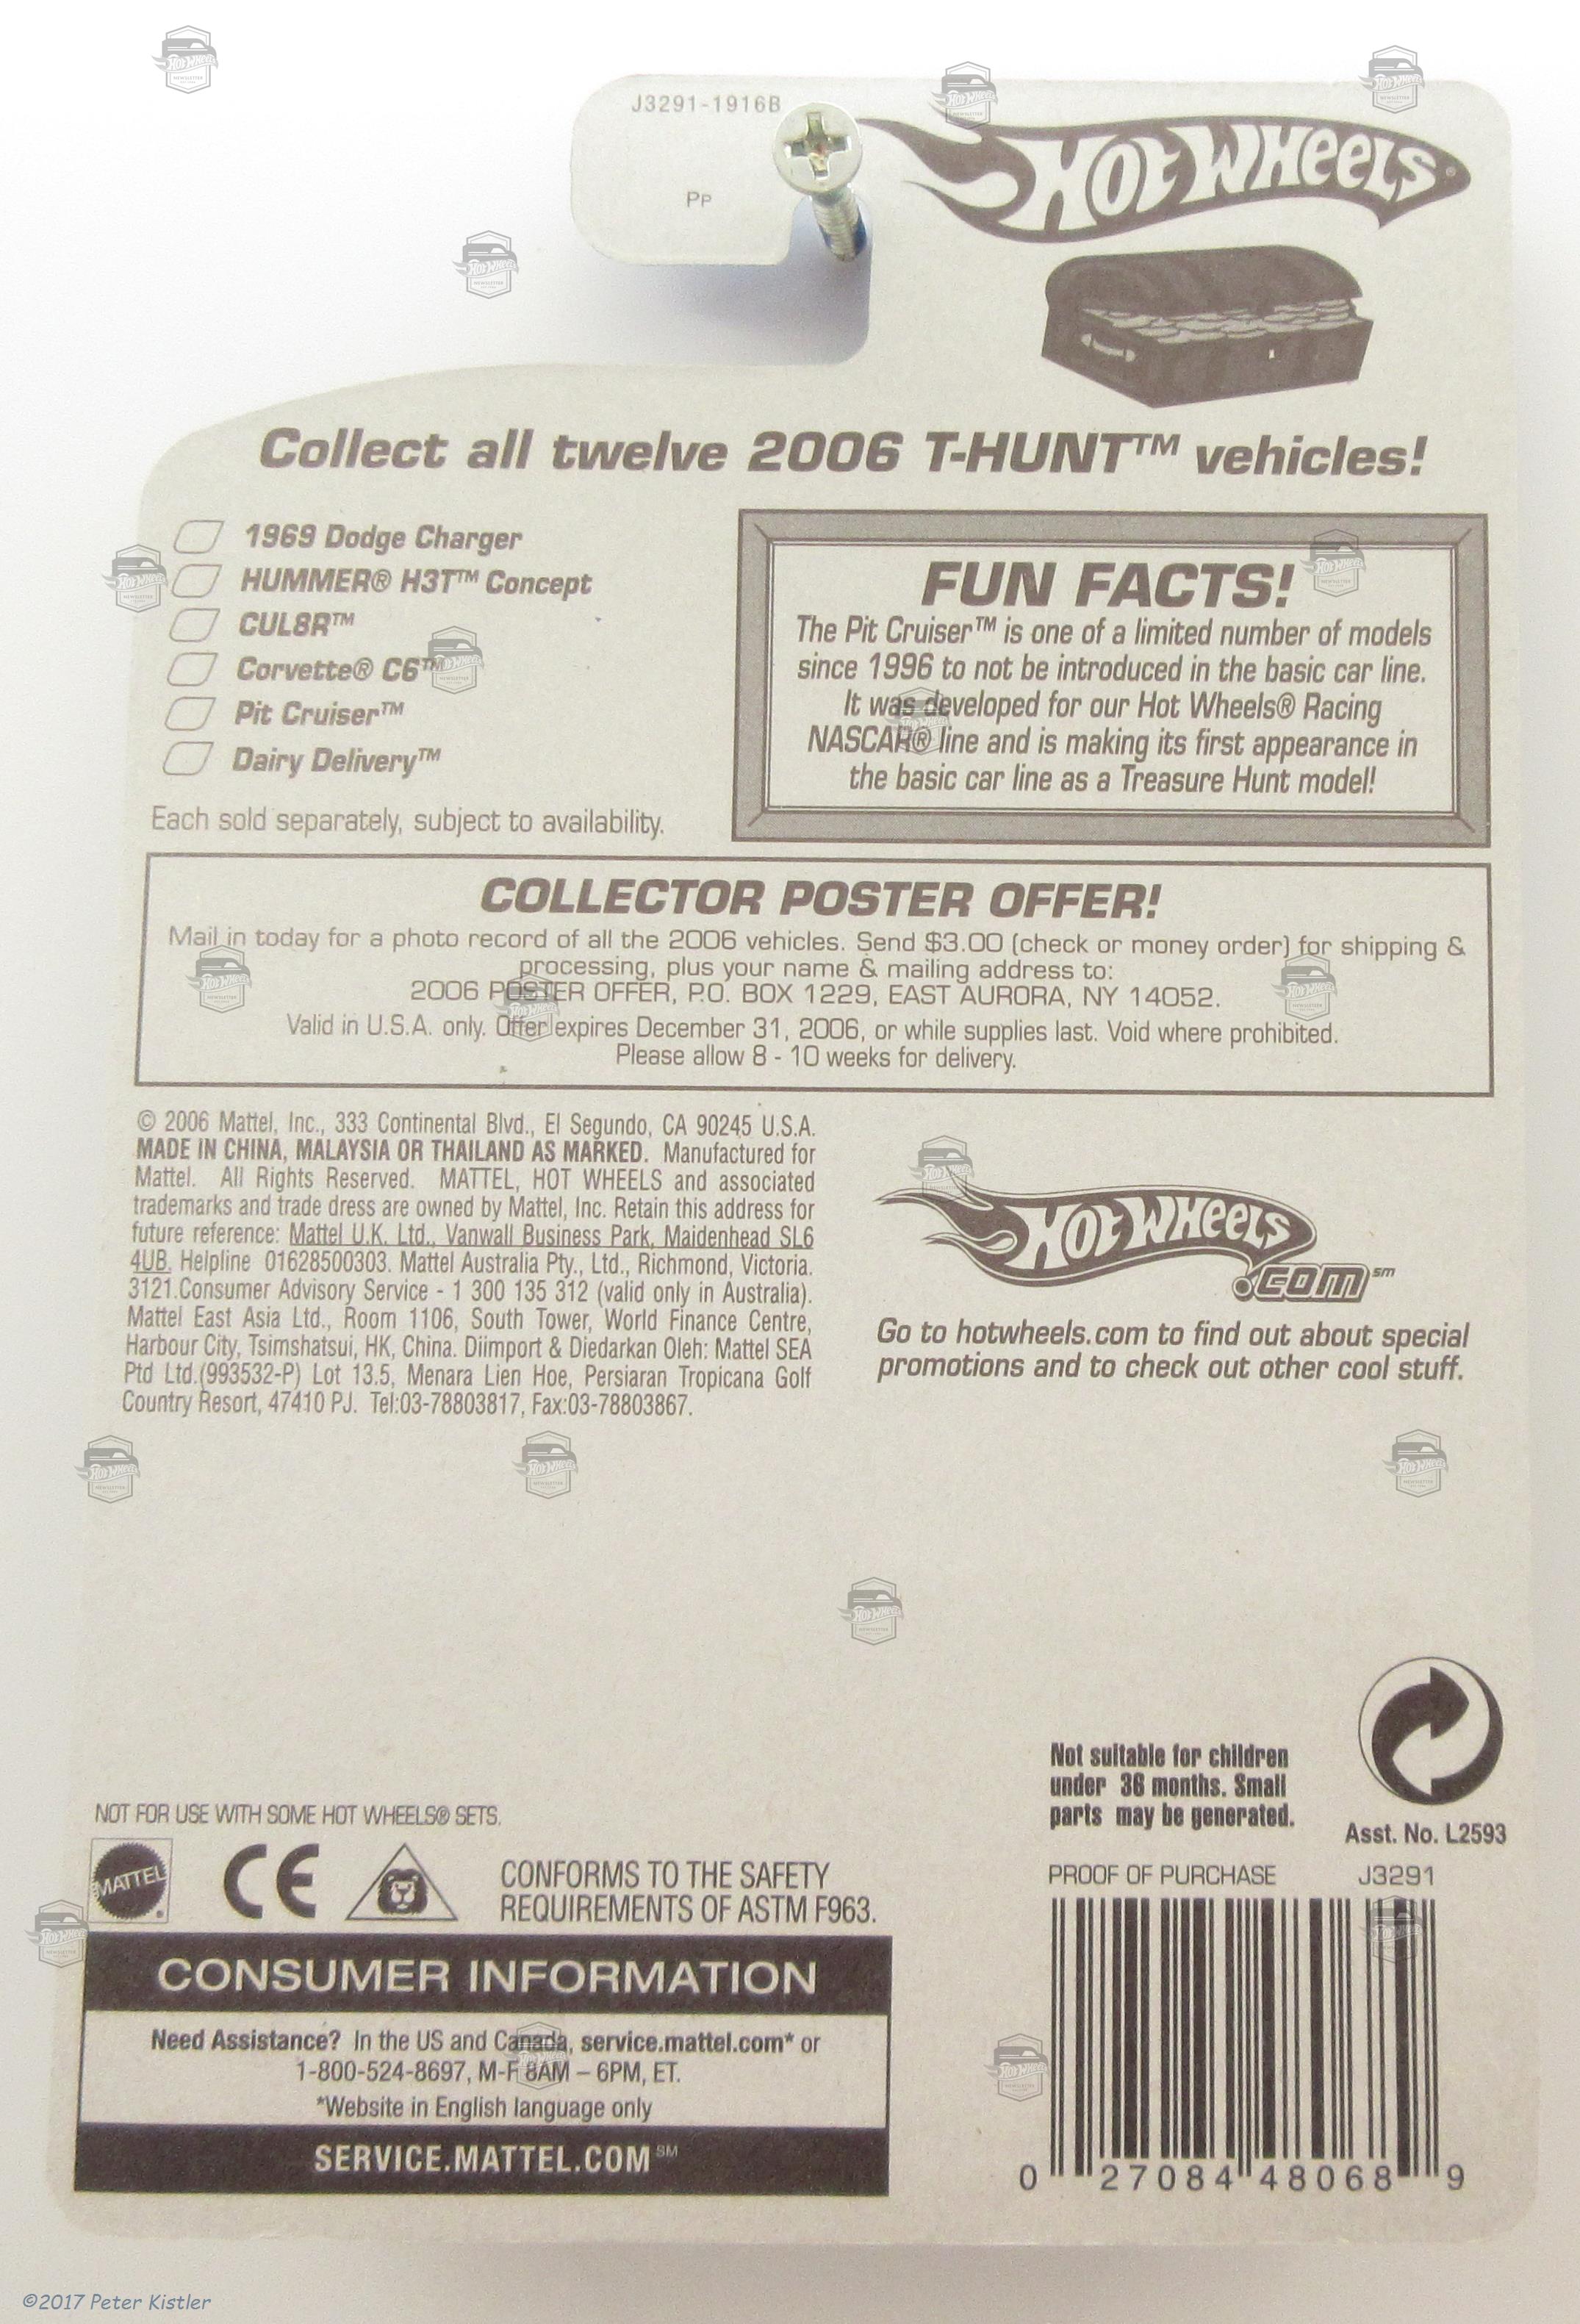 J3291-1916B
PP
HOT WHEELS®
Collect all twelve 2006 T-HUNT™ vehicles!
1969 Dodge Charger
HUMMER® H3T™ Concept
CUL8R™
Corvette® C6™
Pit Cruiser™
Dairy Delivery™
Each sold separately, subject to availability.
FUN FACTS!
The Pit Cruiser™ is one of a limited number of models
since 1996 to not be introduced in the basic car line.
It was developed for our Hot Wheels® Racing
NASCAR® line and is making its first appearance in
the basic car line as a Treasure Hunt model!
COLLECTOR POSTER OFFER!
Mail in today for a photo record of all the 2006 vehicles. Send $3.00 (check or money order) for shipping &
processing, plus your name & mailing address to:
2006 POSTER OFFER, P.O. BOX 1229, EAST AURORA, NY 14052.
Valid in U.S.A. only. Offer expires December 31, 2006, or while supplies last. Void where prohibited.
Please allow 8 - 10 weeks for delivery.
© 2006 Mattel, Inc., 333 Continental Blvd., El Segundo, CA 90245 U.S.A.
MADE IN CHINA, MALAYSIA OR THAILAND AS MARKED. Manufactured for
Mattel. All Rights Reserved. MATTEL, HOT WHEELS and associated
trademarks and trade dress are owned by Mattel, Inc. Retain this address for
future reference: Mattel U.K. Ltd., Vanwall Business Park, Maidenhead SL6
4UB. Helpline 01628500303. Mattel Australia Pty., Ltd., Richmond, Victoria.
3121.Consumer Advisory Service - 1 300 135 312 (valid only in Australia).
Mattel East Asia Ltd., Room 1106, South Tower, World Finance Centre,
Harbour City, Tsimshatsui, HK, China. Diimport & Diedarkan Oleh: Mattel SEA
Ptd Ltd.(993532-P) Lot 13.5, Menara Lien Hoe, Persiaran Tropicana Golf
Country Resort, 47410 PJ. Tel:03-78803817, Fax:03-78803867.
HOT WHEELS
.COM℠
Go to hotwheels.com to find out about special
promotions and to check out other cool stuff.
Not suitable for children
under 36 months. Small
parts may be generated.
Asst. No. L2593
PROOF OF PURCHASE J3291
0 27084 48068 9
NOT FOR USE WITH SOME HOT WHEELS® SETS.
MATTEL
CE
CONFORMS TO THE SAFETY
REQUIREMENTS OF ASTM F963.
CONSUMER INFORMATION
Need Assistance? In the US and Canada, service.mattel.com* or
1-800-524-8697, M-F 8AM – 6PM, ET.
*Website in English language only
SERVICE.MATTEL.COM℠
©2017 Peter Kistler